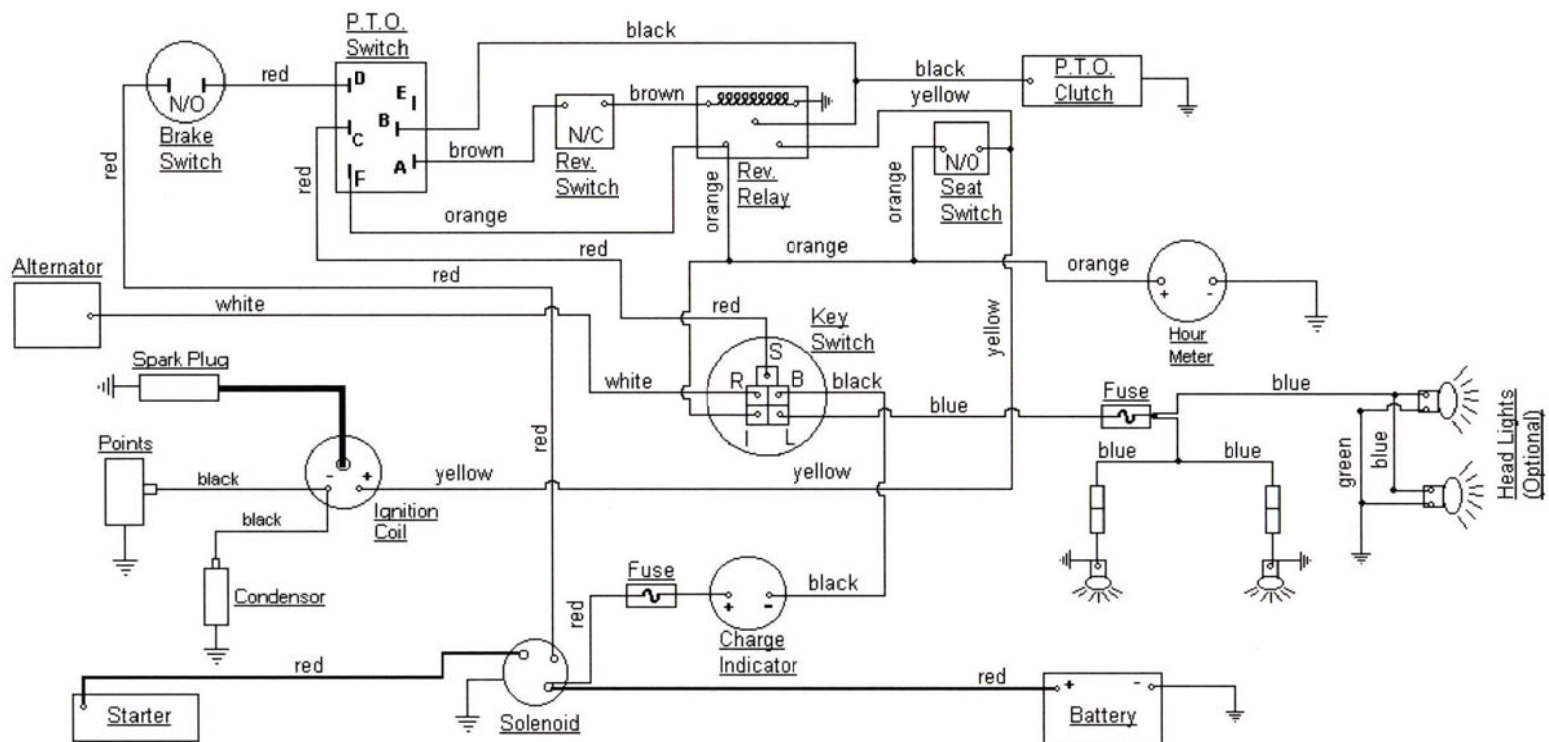 P.T.O.
Switch
black
red
D
E
B
C
A
F
N/O
Brake
Switch
brown
N/C
Rev.
Switch
brown
Rev.
Relay
black
yellow
P.T.O.
Clutch
N/O
Seat
Switch
red
red
orange
orange
orange
orange
orange
red
red
Alternator
white
red
Key
Switch
S
R
B
I
L
white
black
yellow
+
-
Hour
Meter
Spark Plug
Points
black
-
+
Ignition
Coil
yellow
yellow
black
Condensor
red
blue
Fuse
blue
blue
blue
green
blue
Head Lights
(Optional)
Fuse
red
+
-
Charge
Indicator
black
red
Starter
Solenoid
red
+
-
Battery